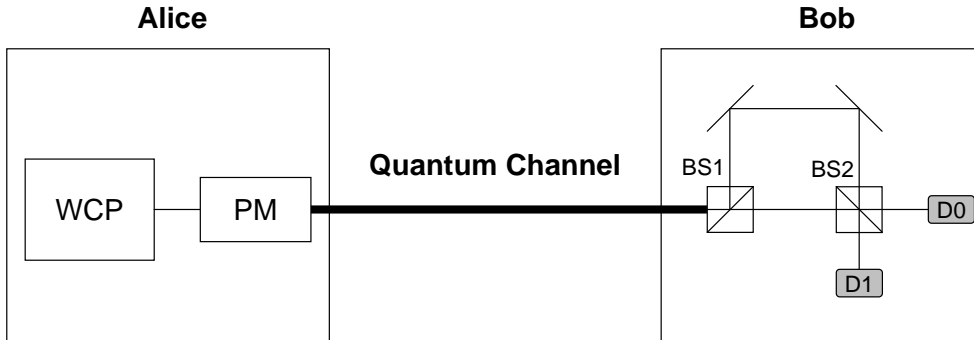 Alice
Bob
Quantum Channel
BS1
BS2
WCP
PM
D0
D1